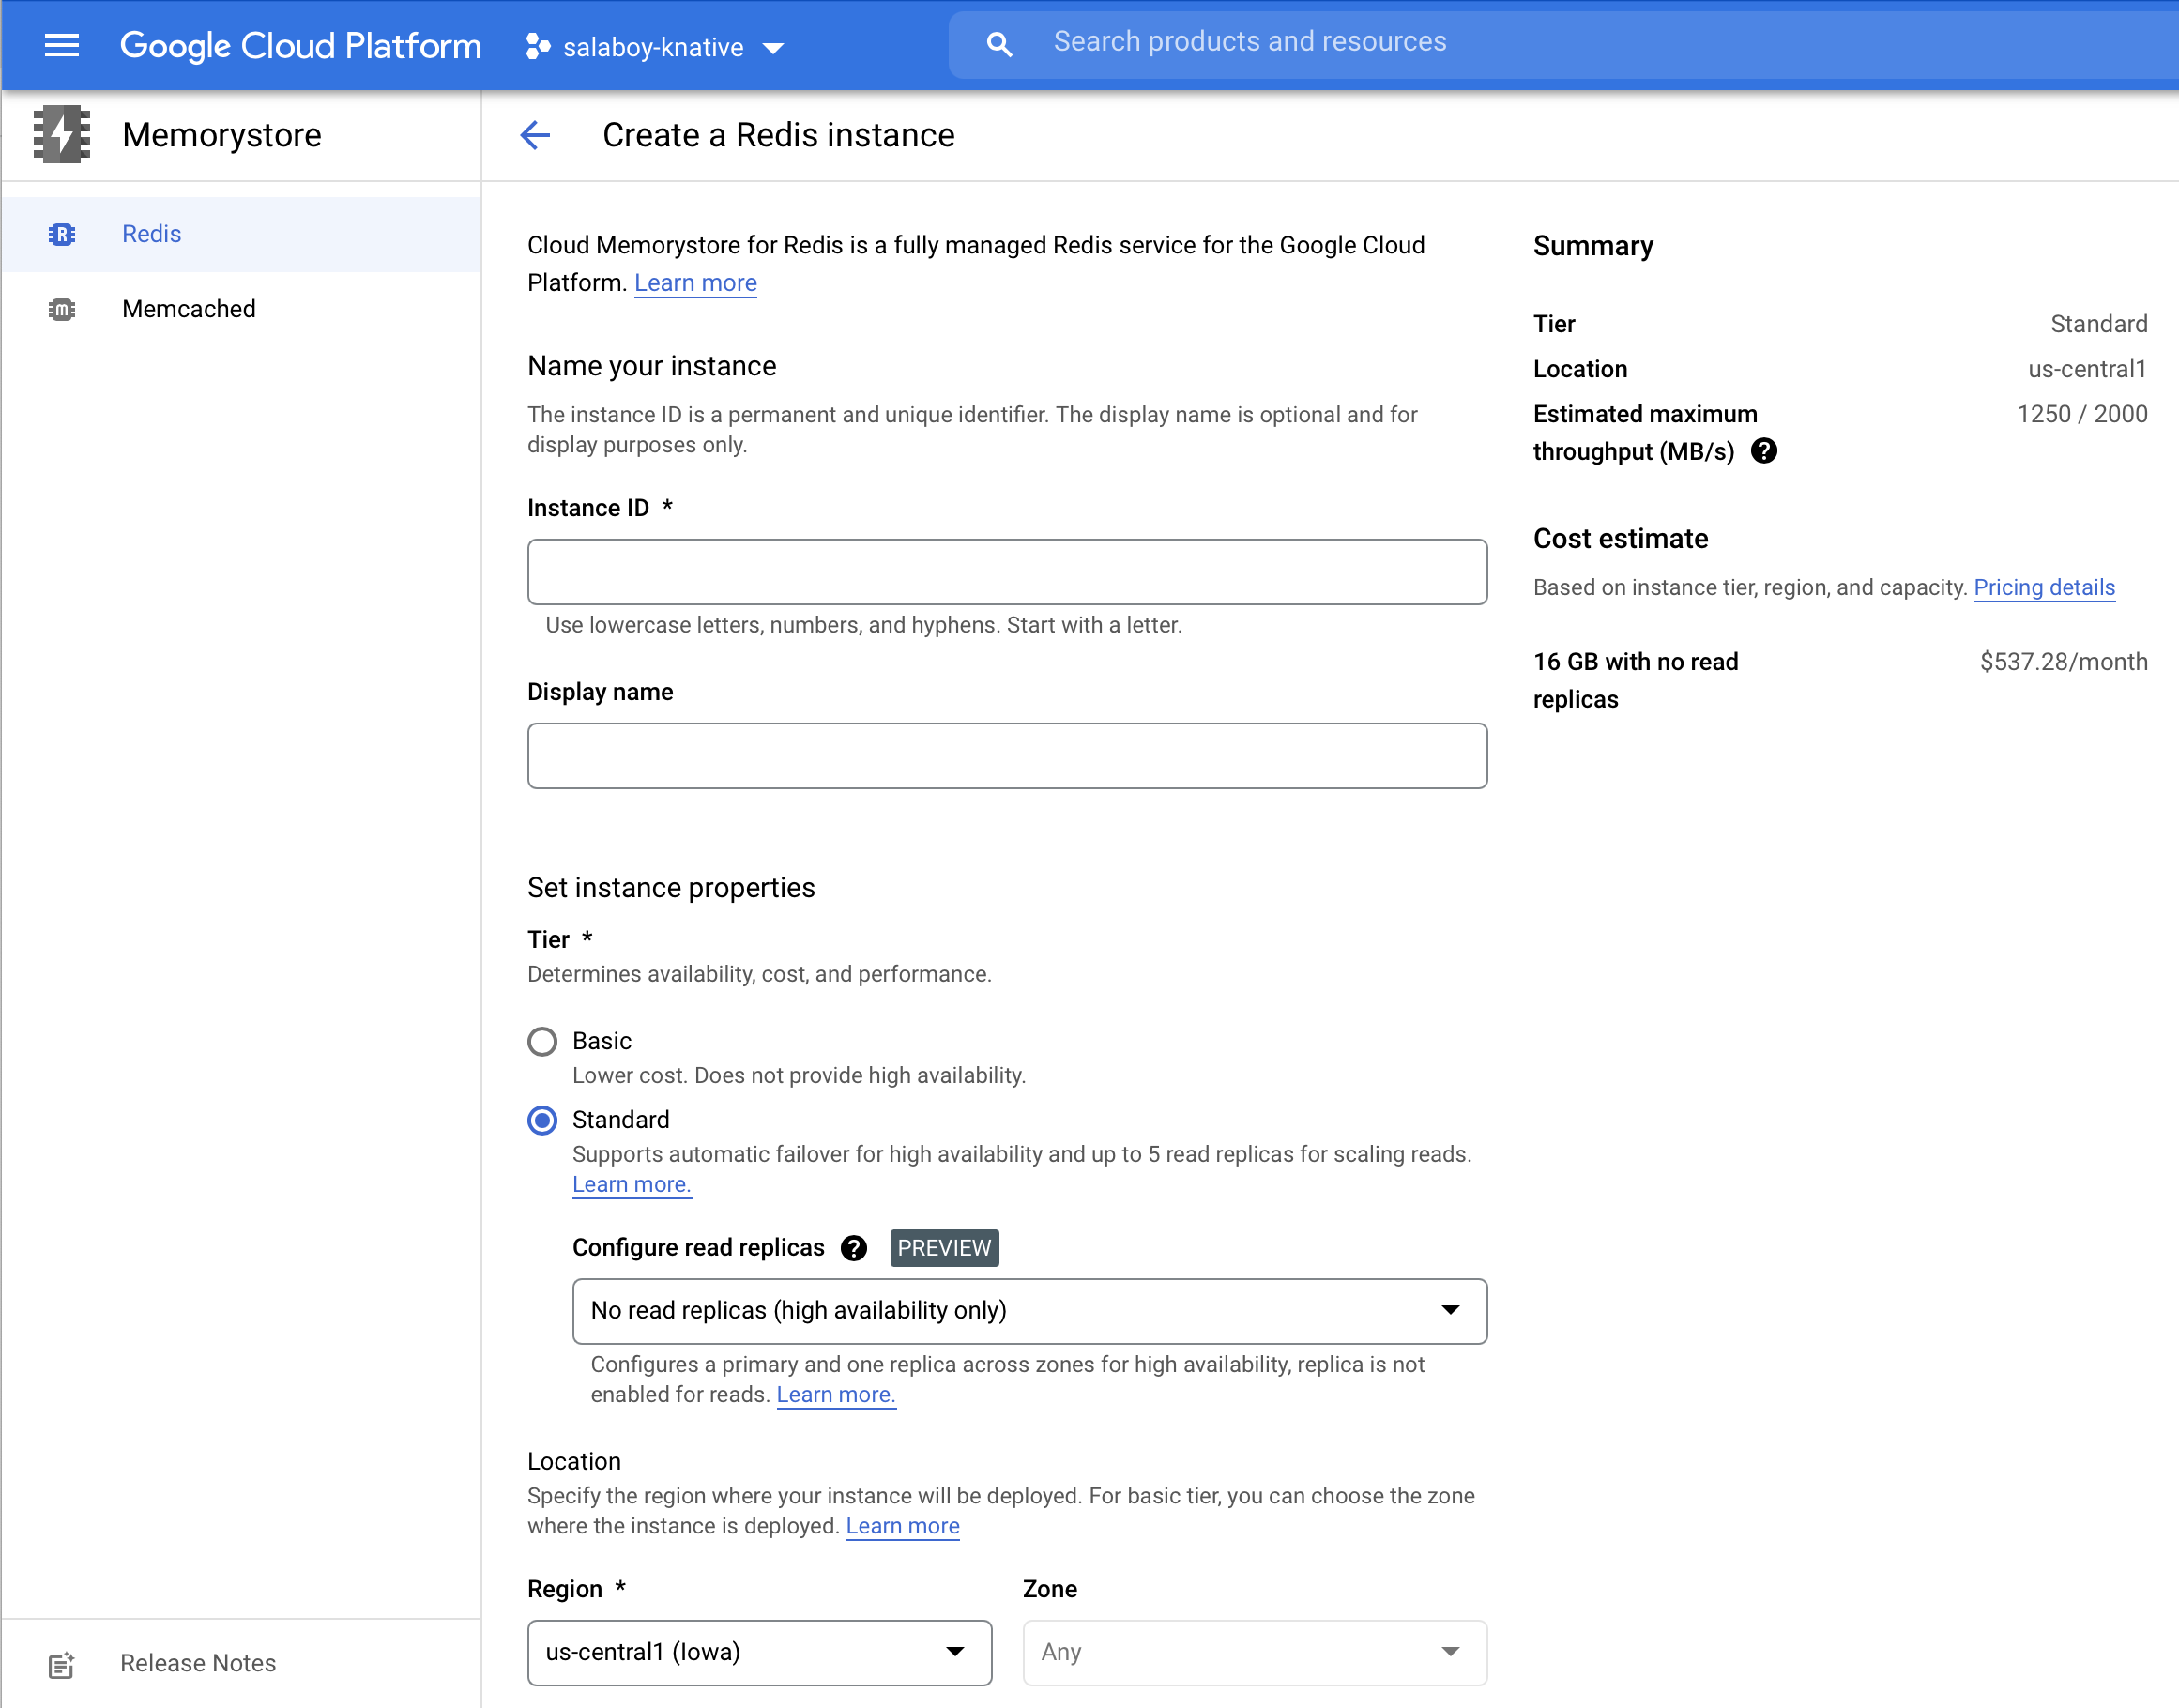 Google Cloud Platform
salaboy-knative
Search products and resources
Memorystore
Create a Redis instance
Redis
Memcached
Cloud Memorystore for Redis is a fully managed Redis service for the Google Cloud
Platform. Learn more
Name your instance
The instance ID is a permanent and unique identifier. The display name is optional and for
display purposes only.
Instance ID *
Use lowercase letters, numbers, and hyphens. Start with a letter.
Display name
Set instance properties
Tier *
Determines availability, cost, and performance.
Basic
Lower cost. Does not provide high availability.
Standard
Supports automatic failover for high availability and up to 5 read replicas for scaling reads.
Learn more.
Configure read replicas ? PREVIEW
No read replicas (high availability only)
Configures a primary and one replica across zones for high availability, replica is not
enabled for reads. Learn more.
Location
Specify the region where your instance will be deployed. For basic tier, you can choose the zone
where the instance is deployed. Learn more
Region * Zone
us-central1 (Iowa) Any
Summary
Tier Standard
Location us-central1
Estimated maximum 1250 / 2000
throughput (MB/s) ?
Cost estimate
Based on instance tier, region, and capacity. Pricing details
16 GB with no read $537.28/month
replicas
Release Notes